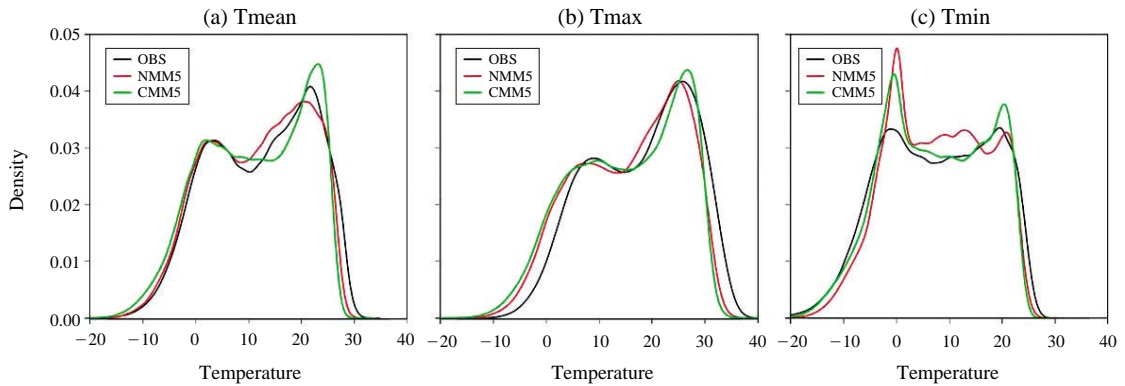 (a) Tmean
(b) Tmax
(c) Tmin
0.05
0.04
0.03
0.02
0.01
0.00
Density
OBS
NMM5
CMM5
OBS
NMM5
CMM5
OBS
NMM5
CMM5
−20 −10 0 10 20 30 40
−20 −10 0 10 20 30 40
−20 −10 0 10 20 30 40
Temperature
Temperature
Temperature